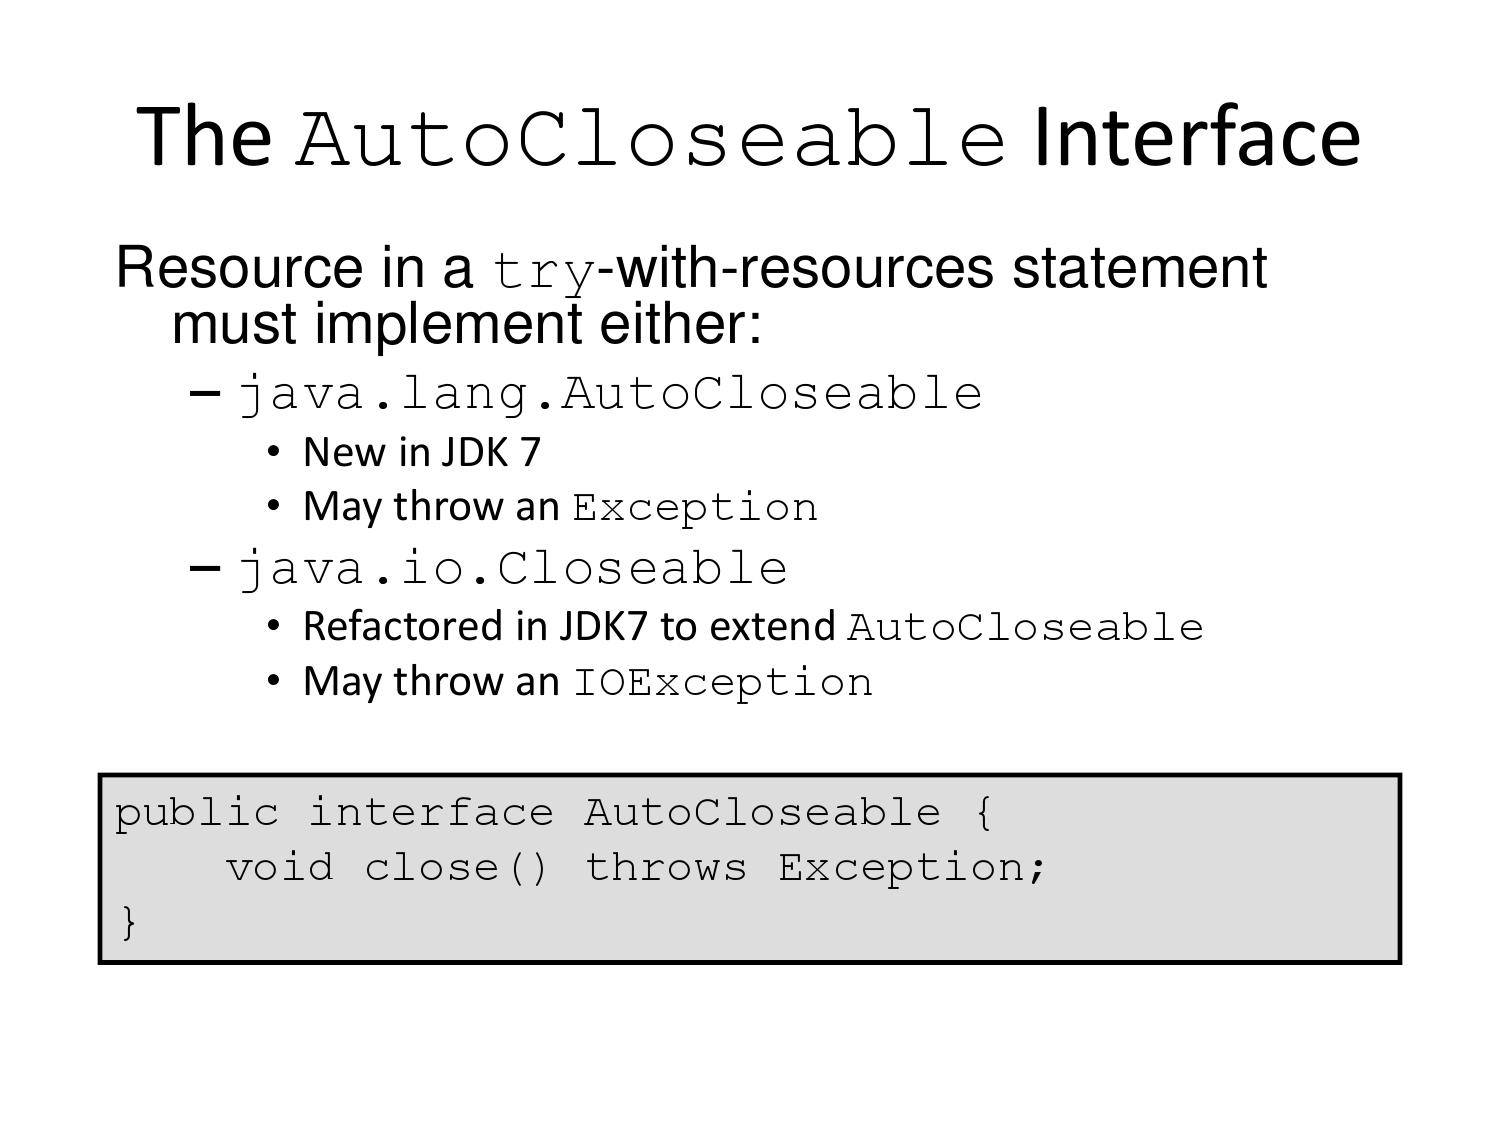 The AutoCloseable Interface
Resource in a try-with-resources statement
must implement either:
– java.lang.AutoCloseable
• New in JDK 7
• May throw an Exception
– java.io.Closeable
• Refactored in JDK7 to extend AutoCloseable
• May throw an IOException
public interface AutoCloseable {
    void close() throws Exception;
}